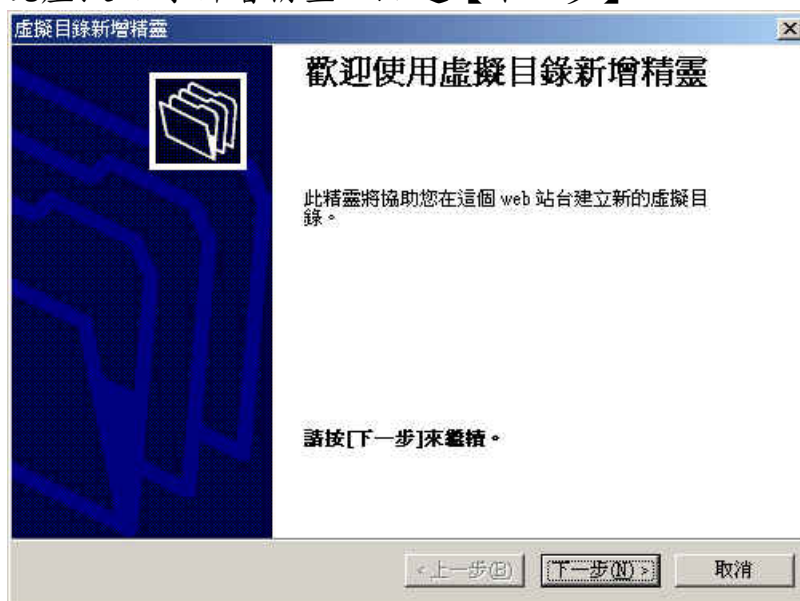 虛擬目錄新增精靈
歡迎使用虛擬目錄新增精靈
此精靈將協助您在這個 web 站台建立新的虛擬目
錄。
請按[下一步]來繼續。
<上一步(B) 下一步(N) > 取消